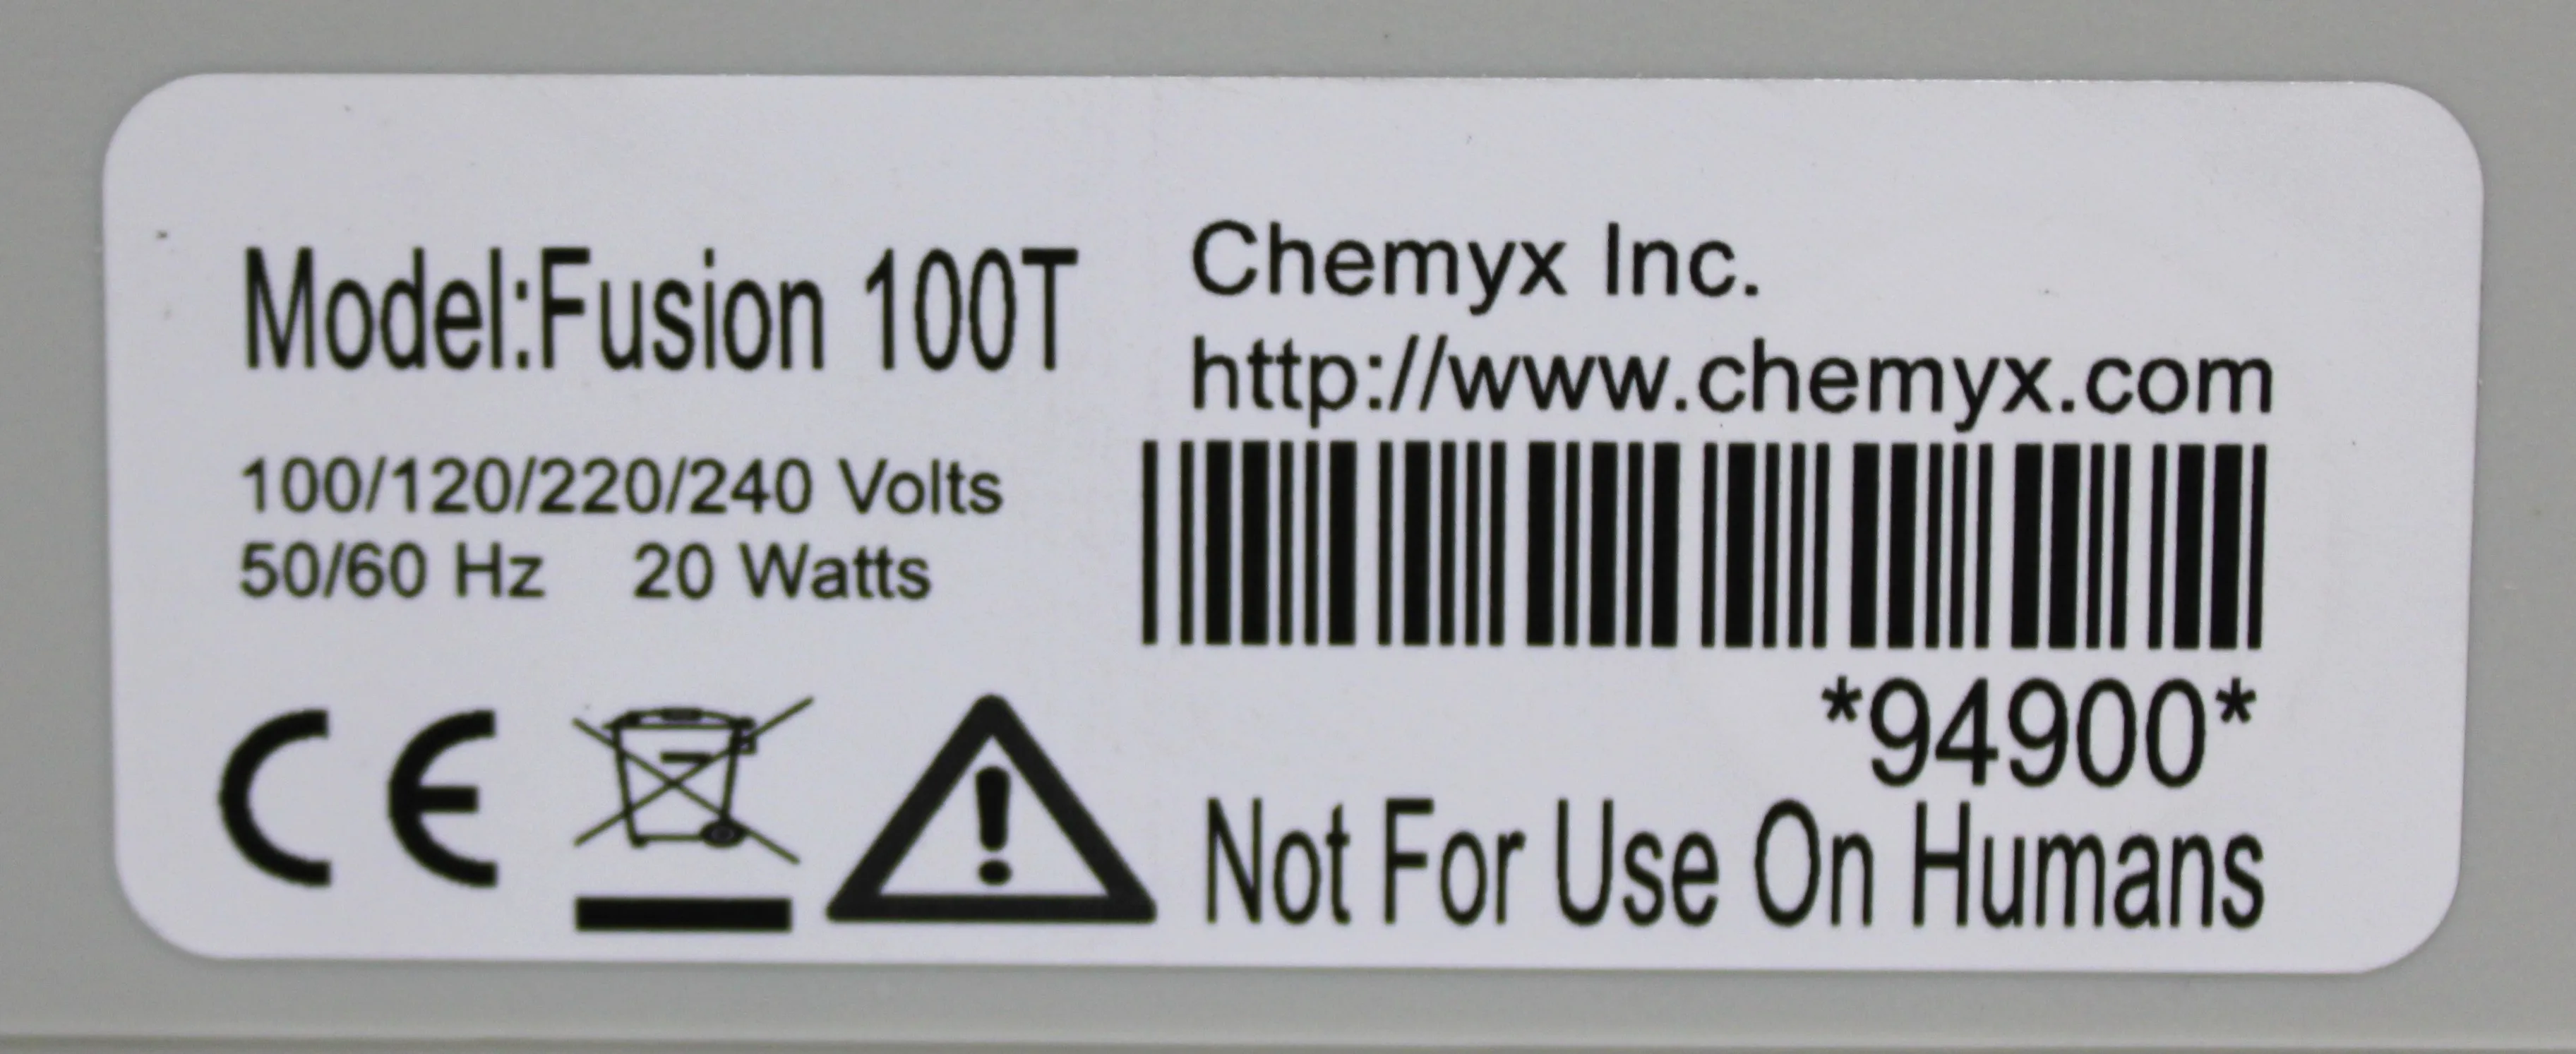 Model:Fusion 100T
100/120/220/240 Volts
50/60 Hz 20 Watts
CE
Chemyx Inc.
http://www.chemyx.com
*94900*
Not For Use On Humans